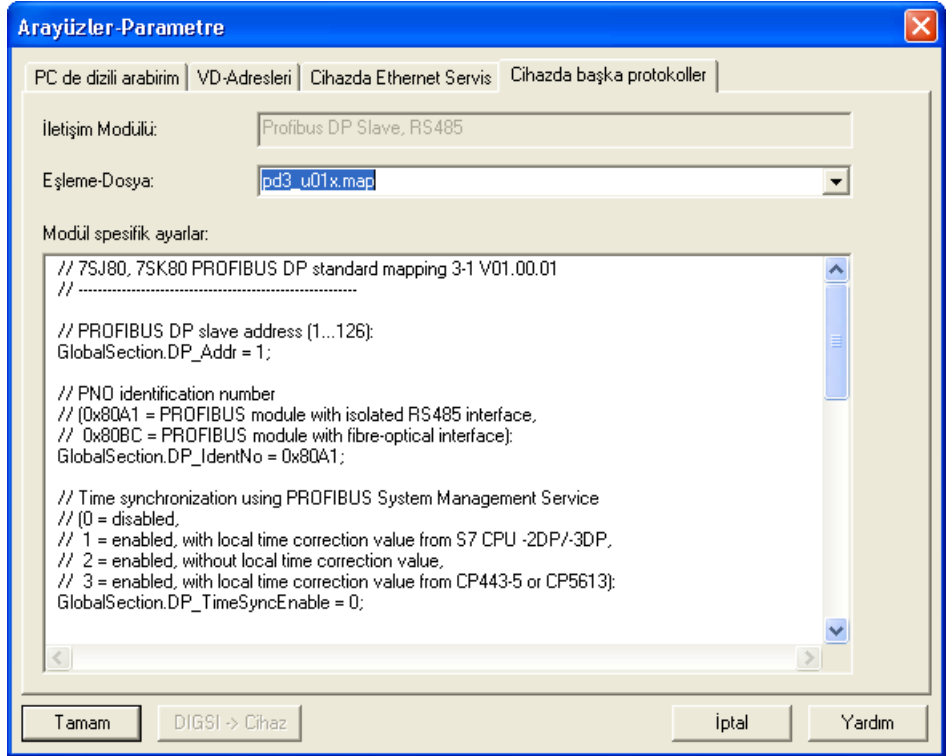 Arayüzler-Parametre
PC de dizili arabirim
VD-Adresleri
Cihazda Ethernet Servis
Cihazda başka protokoller
İletişim Modülü:
Profibus DP Slave, RS485
Eşleme-Dosya:
pd3_u01x.map
Modül spesifik ayarlar:
// 7SJ80, 7SK80 PROFIBUS DP standard mapping 3-1 V01.00.01
// ----------------------------------------------------------
// PROFIBUS DP slave address (1...126):
GlobalSection.DP_Addr = 1;
// PNO identification number
// (0x80A1 = PROFIBUS module with isolated RS485 interface,
//  0x80BC = PROFIBUS module with fibre-optical interface):
GlobalSection.DP_IdentNo = 0x80A1;
// Time synchronization using PROFIBUS System Management Service
// (0 = disabled,
//  1 = enabled, with local time correction value from S7 CPU -2DP/-3DP,
//  2 = enabled, without local time correction value,
//  3 = enabled, with local time correction value from CP443-5 or CP5613):
GlobalSection.DP_TimeSyncEnable = 0;
Tamam
DIGSI -> Cihaz
İptal
Yardım